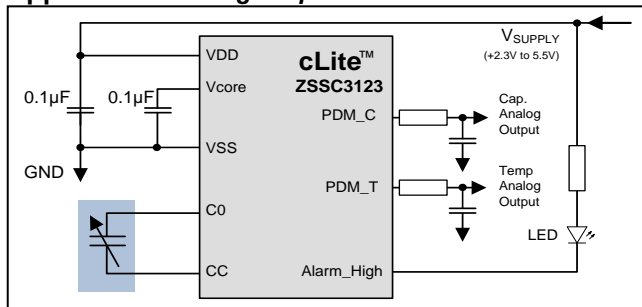 cLite™
ZSSC3123
VDD
Vcore
VSS
C0
CC
PDM_C
PDM_T
Alarm_High
0.1µF
0.1µF
GND
VSUPPLY
(+2.3V to 5.5V)
Cap.
Analog
Output
Temp
Analog
Output
LED